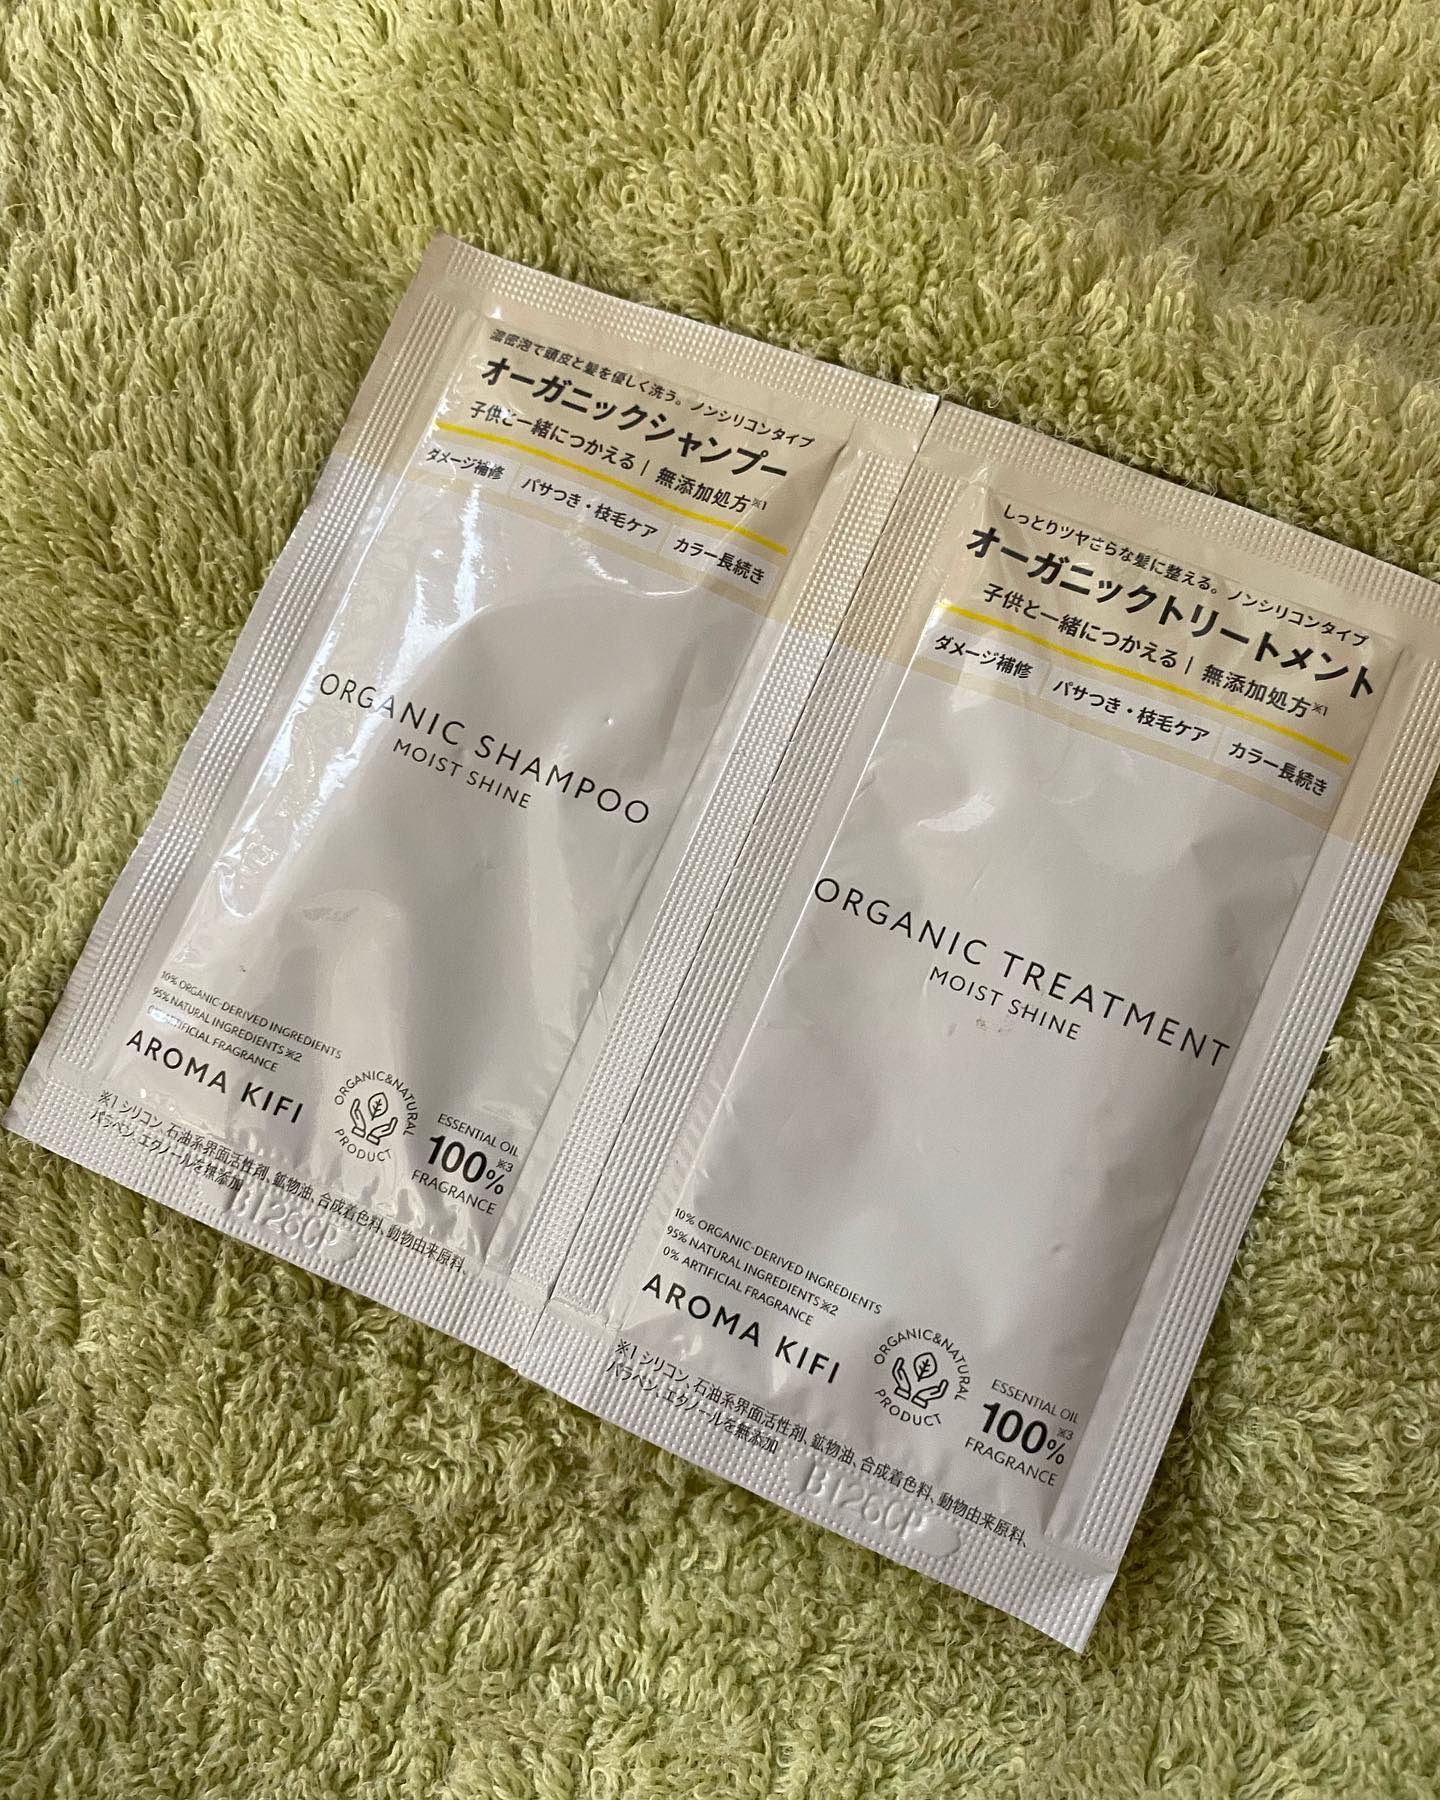 濃密泡で頭皮と髪を優しく洗う。ノンシリコンタイプ
オーガニックシャンプー
子供と一緒につかえる | 無添加処方※1
ダメージ補修 パサつき・枝毛ケア カラー長続き
ORGANIC SHAMPOO
MOIST SHINE
10% ORGANIC-DERIVED INGREDIENTS
95% NATURAL INGREDIENTS ※2
0% ARTIFICIAL FRAGRANCE
AROMA KIFI
ORGANIC&NATURAL
PRODUCT
ESSENTIAL OIL
100%※3
FRAGRANCE
※1 シリコン、石油系界面活性剤、鉱物油、合成着色料、動物由来原料、
パラベン、エタノールを無添加
B126CP
しっとりツヤさらな髪に整える。ノンシリコンタイプ
オーガニックトリートメント
子供と一緒につかえる | 無添加処方※1
ダメージ補修 パサつき・枝毛ケア カラー長続き
ORGANIC TREATMENT
MOIST SHINE
10% ORGANIC-DERIVED INGREDIENTS
95% NATURAL INGREDIENTS ※2
0% ARTIFICIAL FRAGRANCE
AROMA KIFI
ORGANIC&NATURAL
PRODUCT
ESSENTIAL OIL
100%※3
FRAGRANCE
※1 シリコン、石油系界面活性剤、鉱物油、合成着色料、動物由来原料、
パラベン、エタノールを無添加
B126CP